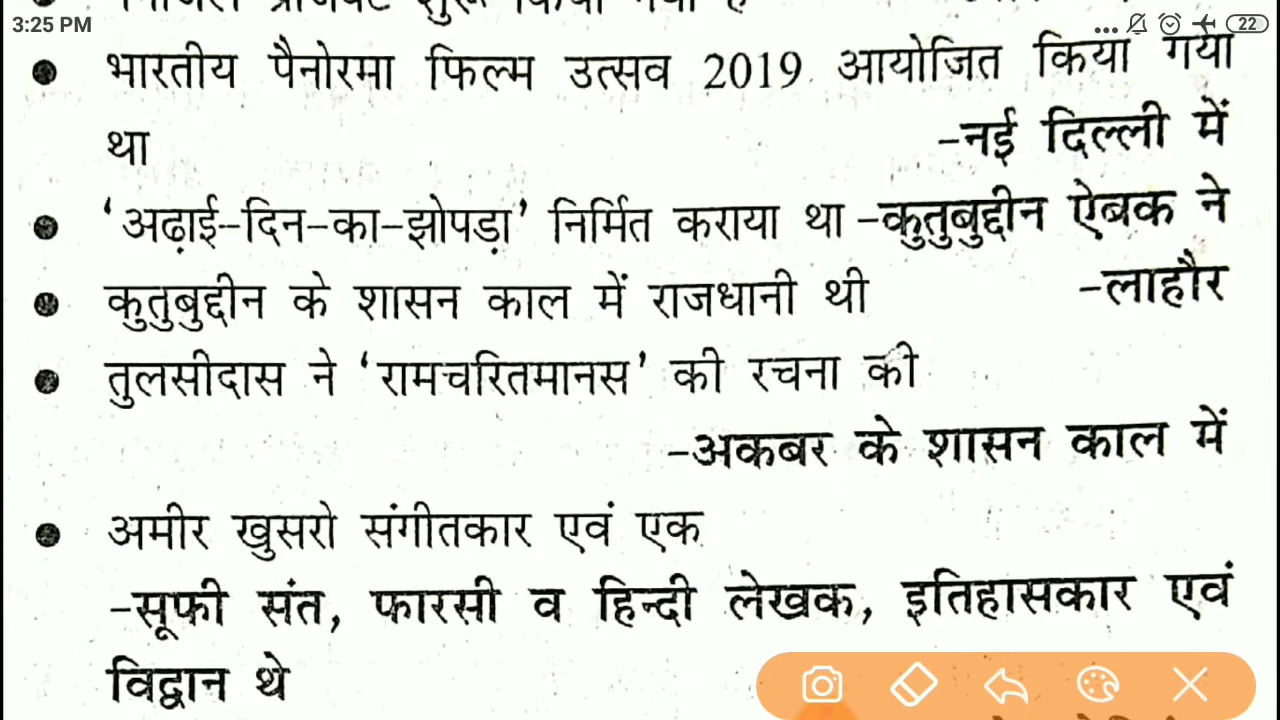 3:25 PM
22
भारतीय पैनोरमा फिल्म उत्सव 2019 आयोजित किया गया
था -नई दिल्ली में
‘अढ़ाई-दिन-का-झोपड़ा’ निर्मित कराया था -कुतुबुद्दीन ऐबक ने
कुतुबुद्दीन के शासन काल में राजधानी थी -लाहौर
तुलसीदास ने ‘रामचरितमानस’ की रचना की
-अकबर के शासन काल में
अमीर खुसरो संगीतकार एवं एक
-सूफी संत, फारसी व हिन्दी लेखक, इतिहासकार एवं
विद्वान थे